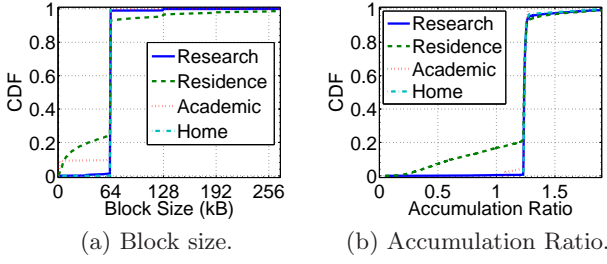 1
0.8
0.6
0.4
0.2
0
CDF
0 64 128 192 256
Block Size (kB)
Research
Residence
Academic
Home
(a) Block size.
1
0.8
0.6
0.4
0.2
0
CDF
0 0.5 1 1.5
Accumulation Ratio
Research
Residence
Academic
Home
(b) Accumulation Ratio.